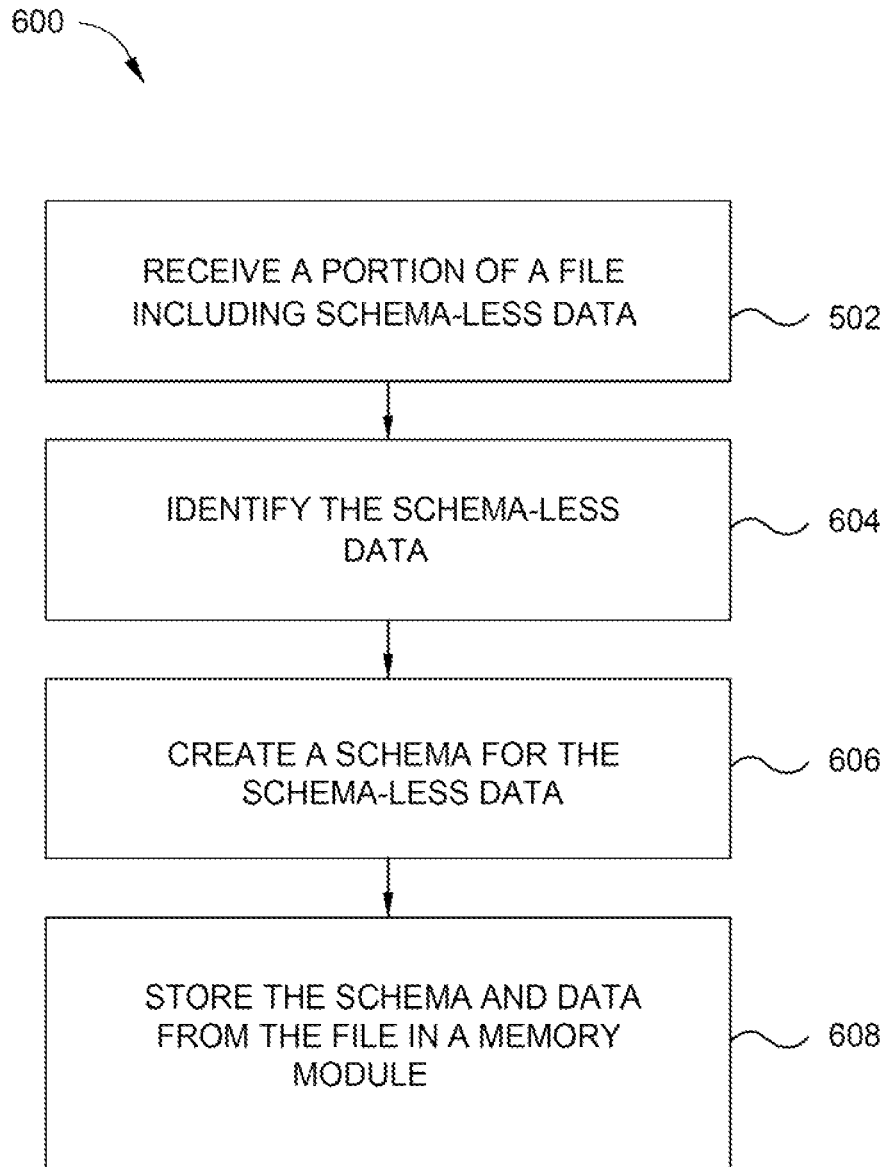 600
RECEIVE A PORTION OF A FILE
INCLUDING SCHEMA-LESS DATA
502
IDENTIFY THE SCHEMA-LESS
DATA
604
CREATE A SCHEMA FOR THE
SCHEMA-LESS DATA
606
STORE THE SCHEMA AND DATA
FROM THE FILE IN A MEMORY
MODULE
608